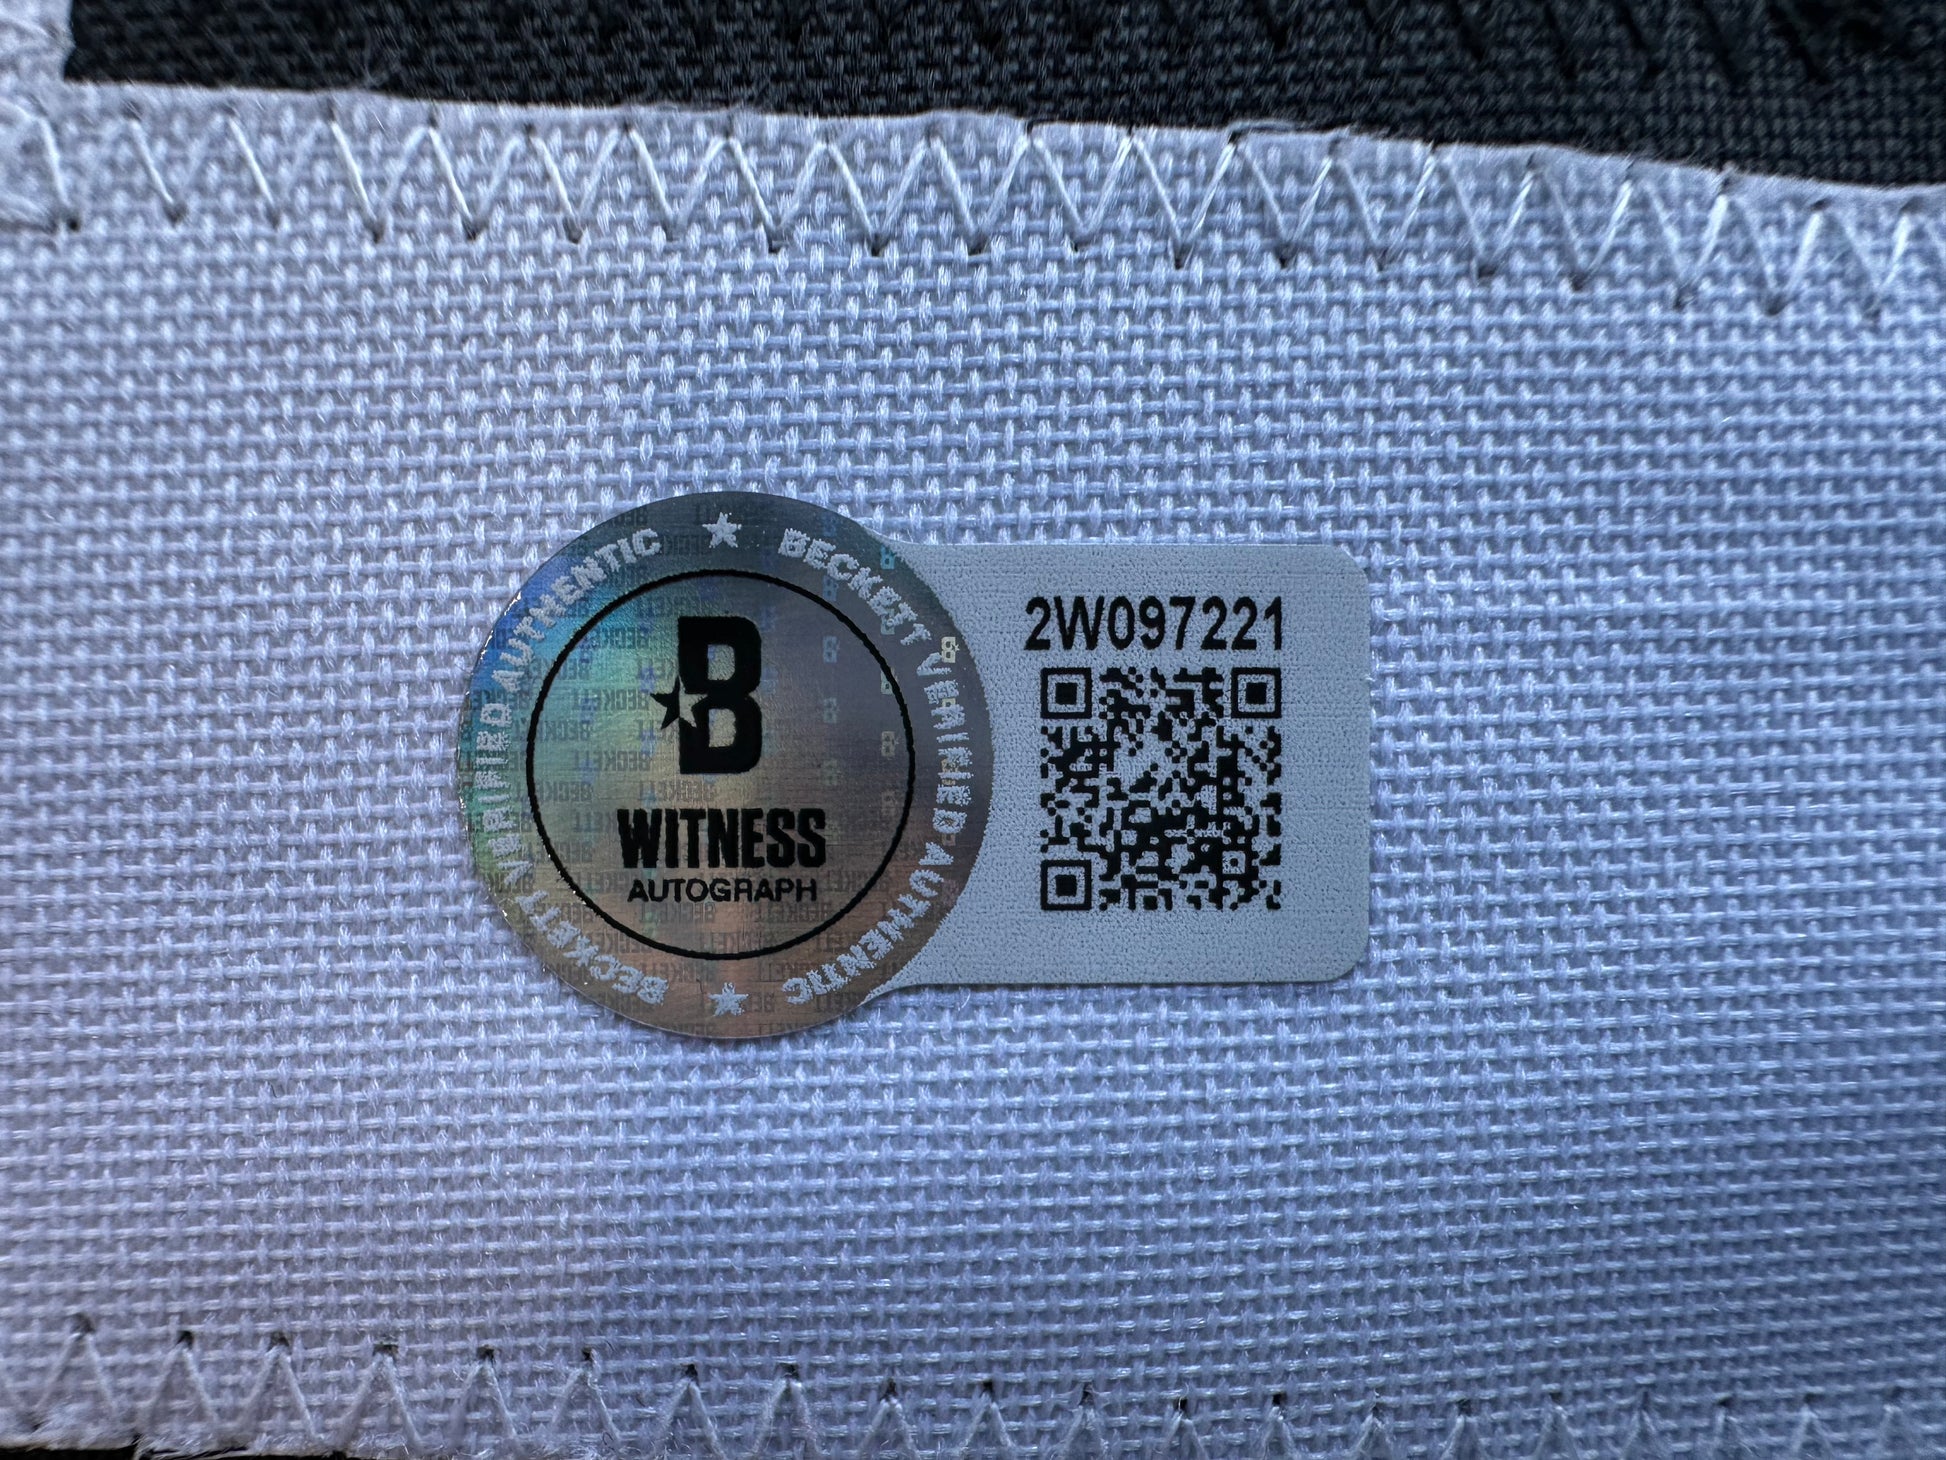 ★ BECKETT VERIFIED AUTHENTIC ★ BECKETT VERIFIED AUTHENTIC
B
WITNESS
AUTOGRAPH
2W097221